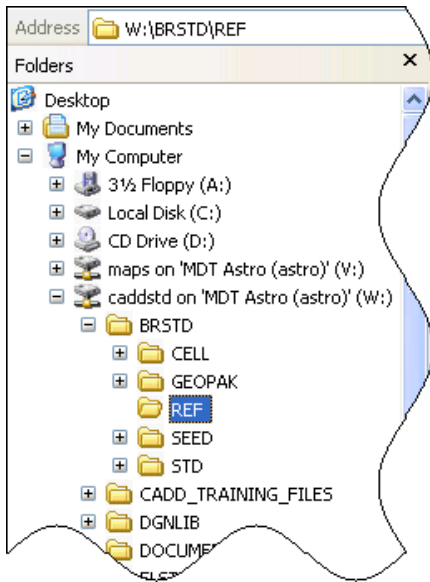 Address W:\BRSTD\REF
Folders
Desktop
My Documents
My Computer
3½ Floppy (A:)
Local Disk (C:)
CD Drive (D:)
maps on 'MDT Astro (astro)' (V:)
caddstd on 'MDT Astro (astro)' (W:)
BRSTD
CELL
GEOPAK
REF
SEED
STD
CADD_TRAINING_FILES
DGNLIB